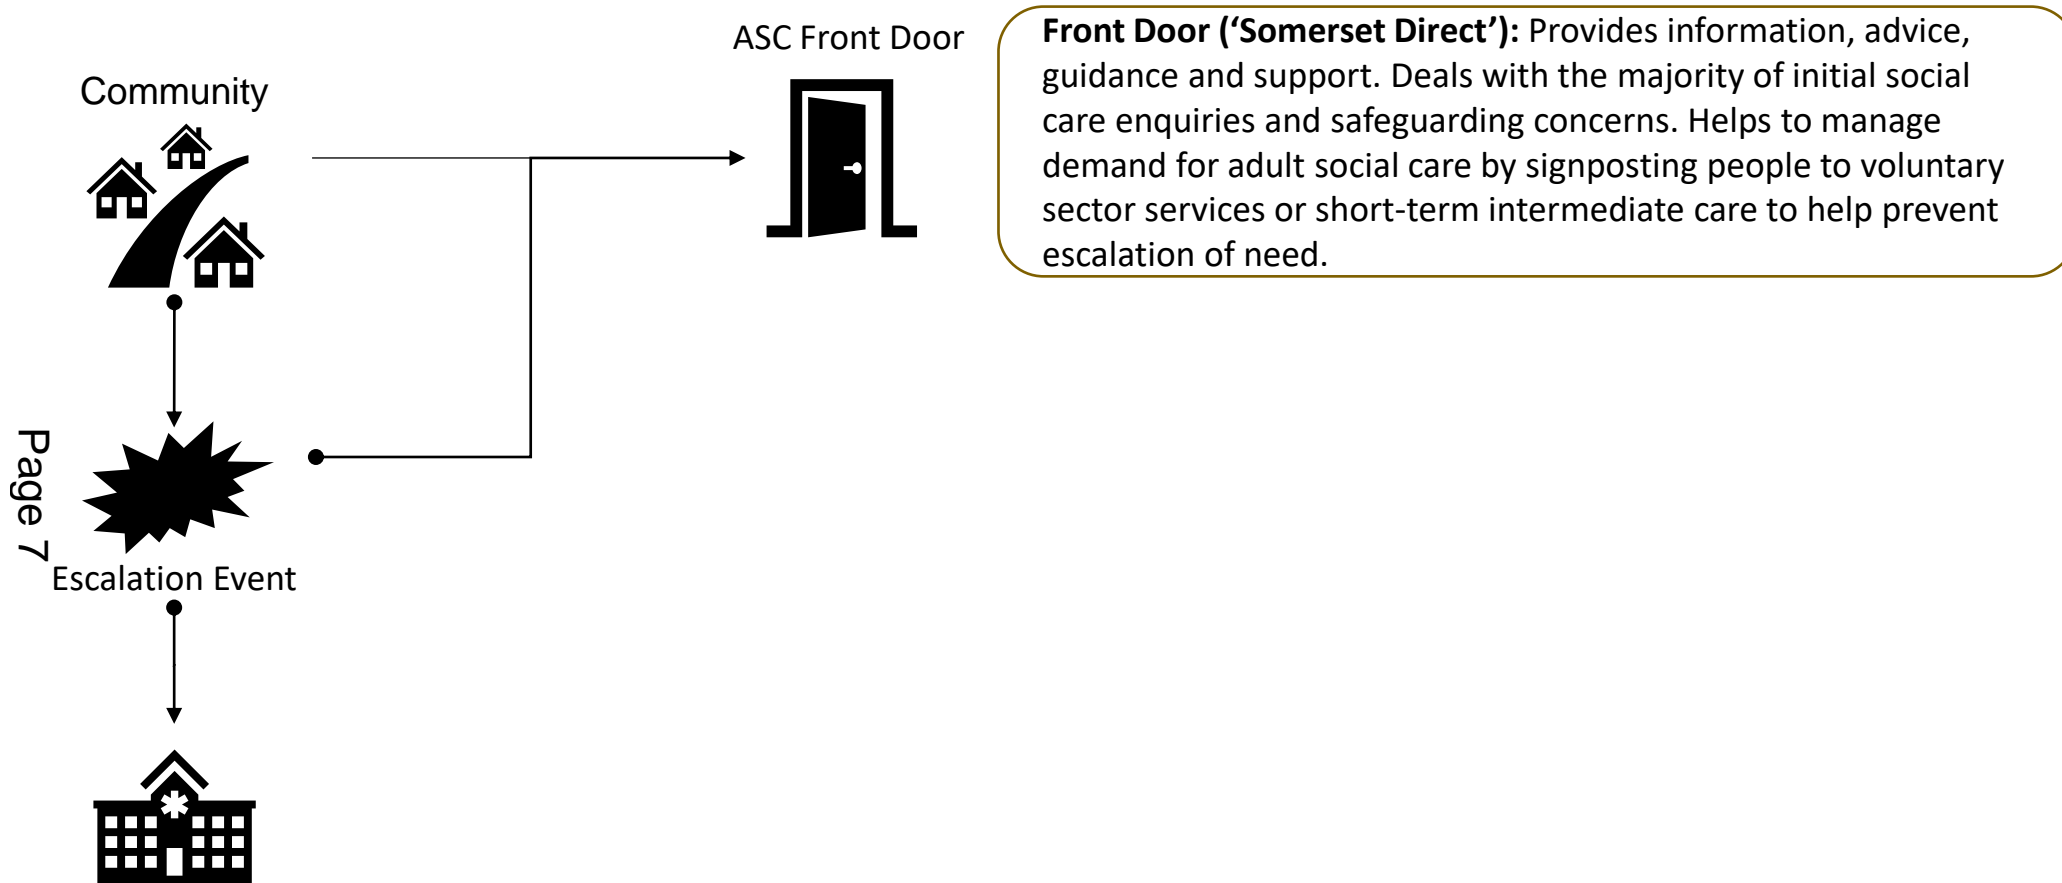 Community
ASC Front Door
Front Door (‘Somerset Direct’): Provides information, advice,
guidance and support. Deals with the majority of initial social
care enquiries and safeguarding concerns. Helps to manage
demand for adult social care by signposting people to voluntary
sector services or short-term intermediate care to help prevent
escalation of need.
Page 7
Escalation Event